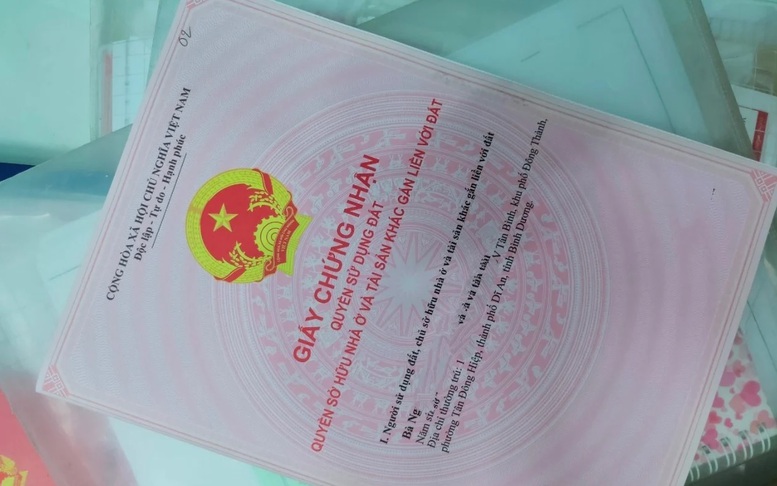 02
CỘNG HÒA XÃ HỘI CHỦ NGHĨA VIỆT NAM
Độc lập - Tự do - Hạnh phúc
GIẤY CHỨNG NHẬN
QUYỀN SỬ DỤNG ĐẤT
QUYỀN SỞ HỮU NHÀ Ở VÀ TÀI SẢN KHÁC GẮN LIỀN VỚI ĐẤT
I. Người sử dụng đất, chủ sở hữu nhà ở và tài sản khác gắn liền với đất
Bà Ng
Năm
Địa chỉ thường trú: 1 -V Tân Bình, khu phố Đông Thành,
phường Tân Đông Hiệp, thành phố Dĩ An, tỉnh Bình Dương.